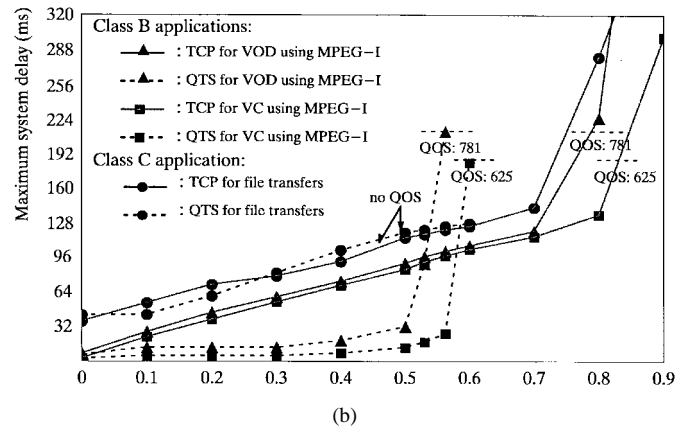 Maximum system delay (ms)
320
288
256
224
192
160
128
96
64
32
Class B applications:
: TCP for VOD using MPEG−I
: QTS for VOD using MPEG−I
: TCP for VC using MPEG−I
: QTS for VC using MPEG−I
Class C application:
: TCP for file transfers
: QTS for file transfers
no QOS
QOS: 781
QOS: 625
QOS: 781
QOS: 625
0 0.1 0.2 0.3 0.4 0.5 0.6 0.7 0.8 0.9
(b)